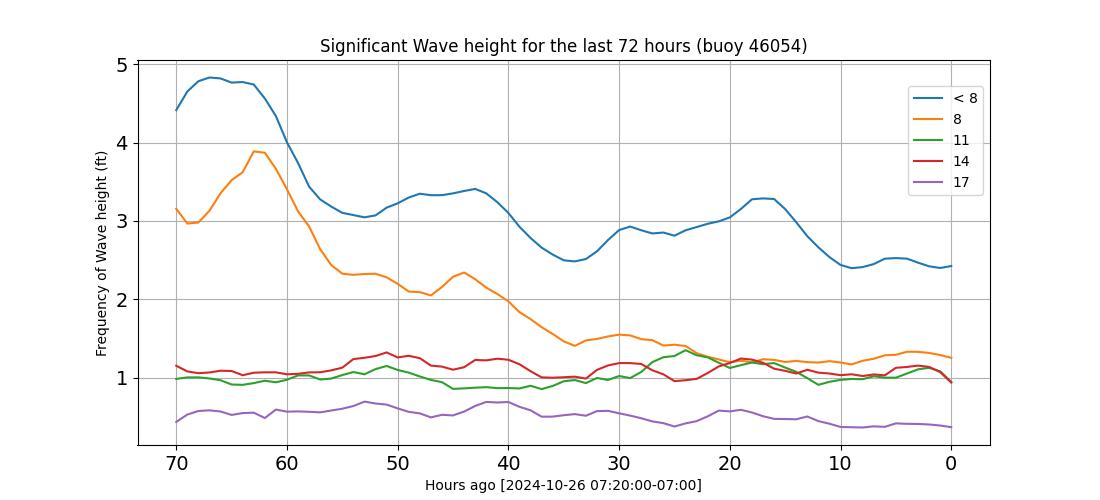 Significant Wave height for the last 72 hours (buoy 46054)
Frequency of Wave height (ft)
5
4
3
2
1
< 8
8
11
14
17
70 60 50 40 30 20 10 0
Hours ago [2024-10-26 07:20:00-07:00]